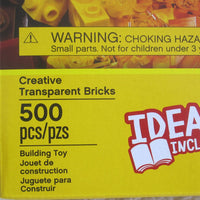 WARNING: CHOKING HAZA
Small parts. Not for children under 3 y
Creative
Transparent Bricks
500
pcs/pzs
Building Toy
Jouet de
construction
Juguete para
Construir
IDEA
INCL